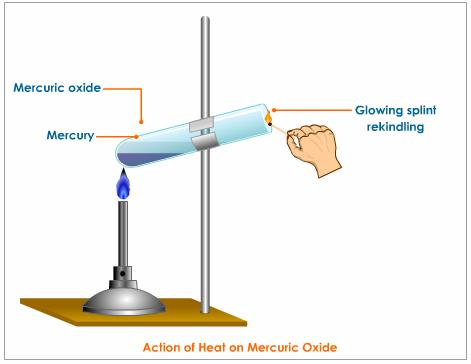 Mercuric oxide
Mercury
Glowing splint
rekindling
Action of Heat on Mercuric Oxide